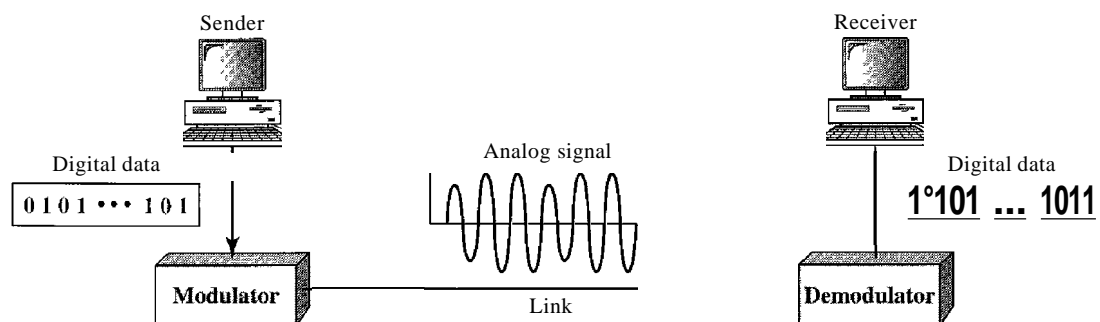 Sender
Receiver
Digital data
0101 ••• 101
Analog signal
Digital data
1°101 ... 1011
Modulator
Link
Demodulator